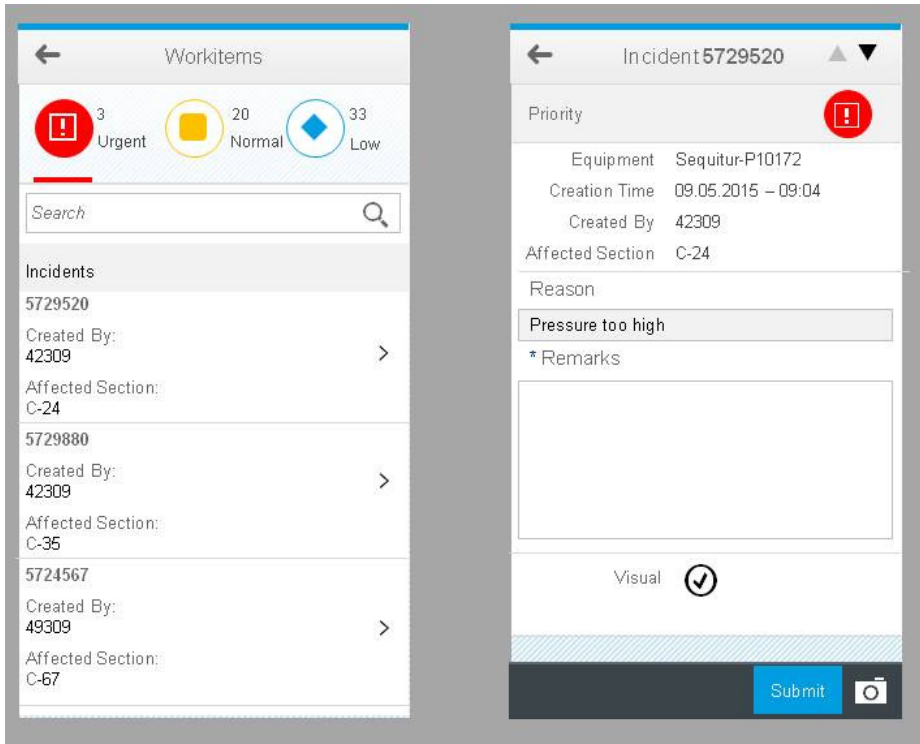 Workitems
3
Urgent
20
Normal
33
Low
Search
Incidents
5729520
Created By:
42309
Affected Section:
C-24
5729880
Created By:
42309
Affected Section:
C-35
5724567
Created By:
49309
Affected Section:
C-67
Incident 5729520
Priority
Equipment Sequitur-P10172
Creation Time 09.05.2015 – 09:04
Created By 42309
Affected Section C-24
Reason
Pressure too high
* Remarks
Visual
Submit